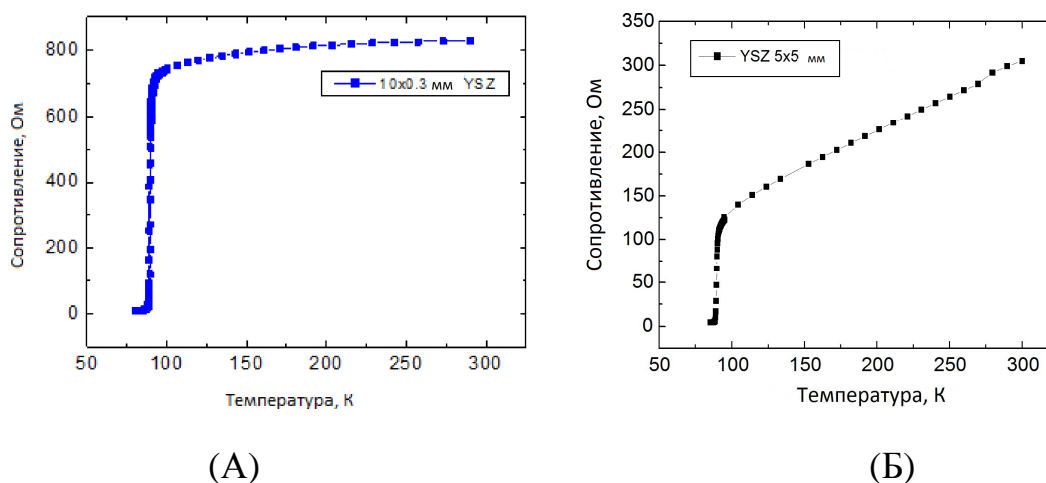 800
600
400
200
0
Сопротивление, Ом
10x0.3 мм YSZ
50 100 150 200 250 300
Температура, К
(А)
350
300
250
200
150
100
50
0
Сопротивление, Ом
YSZ 5x5 мм
50 100 150 200 250 300
Температура, К
(Б)